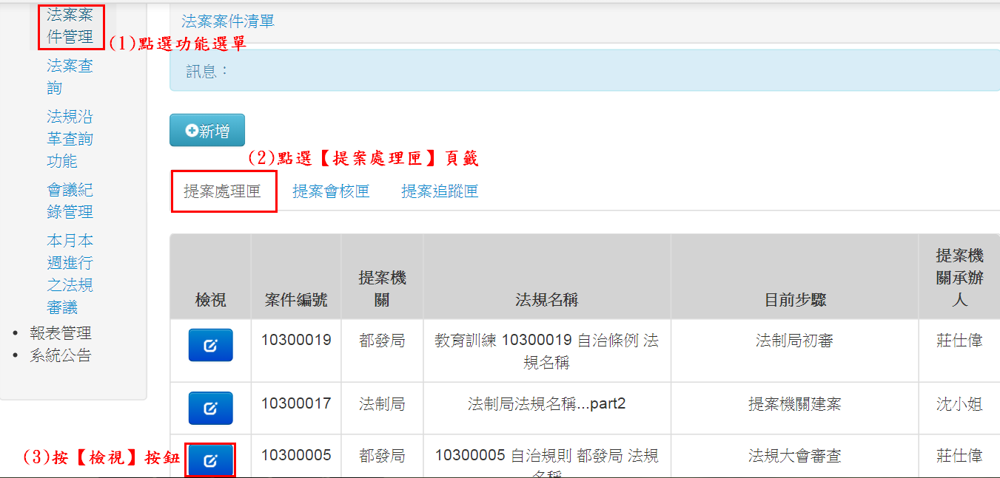 法案案
件管理
(1)點選功能選單
法案查
詢
法規沿
革查詢
功能
會議紀
錄管理
本月本
週進行
之法規
審議
報表管理
系統公告
法案案件清單
訊息：
新增
(2)點選【提案處理匣】頁籤
提案處理匣 提案會核匣 提案追蹤匣
檢視 案件編號 提案機關 法規名稱 目前步驟 提案機關承辦人
10300019 都發局 教育訓練 10300019 自治條例 法規名稱 法制局初審 莊仕偉
10300017 法制局 法制局法規名稱...part2 提案機關建案 沈小姐
(3)按【檢視】按鈕
10300005 都發局 10300005 自治規則 都發局 法規名稱 法規大會審查 莊仕偉